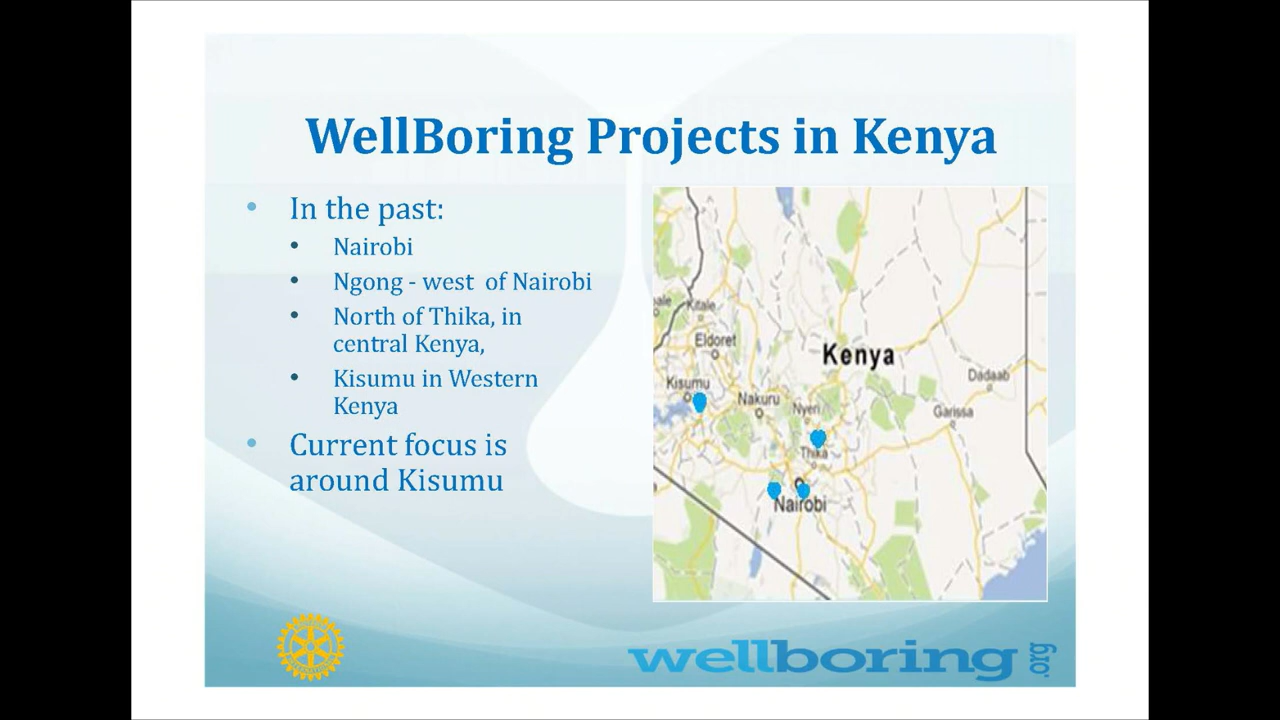 WellBoring Projects in Kenya
• In the past:
• Nairobi
• Ngong - west of Nairobi
• North of Thika, in
central Kenya,
• Kisumu in Western
Kenya
• Current focus is
around Kisumu
ale
Kitale
Eldoret
Kenya
Kisumu
Dadaab
Nakuru
Nyeri
Garissa
Thika
Nairobi
wellboring.org